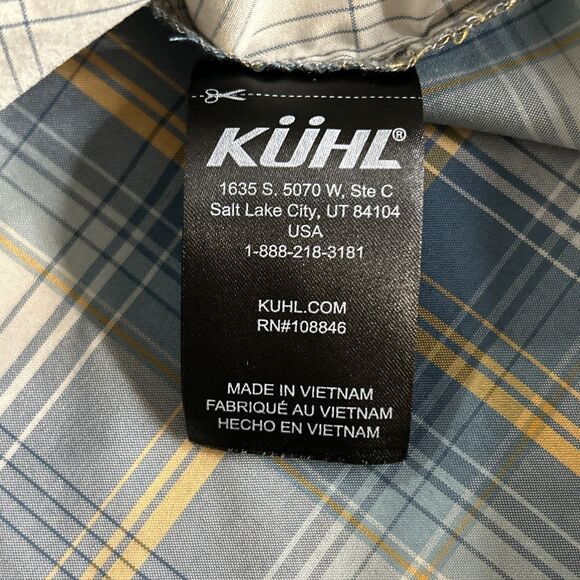 KÜHL®
1635 S. 5070 W, Ste C
Salt Lake City, UT 84104
USA
1-888-218-3181
KUHL.COM
RN#108846
MADE IN VIETNAM
FABRIQUÉ AU VIETNAM
HECHO EN VIETNAM